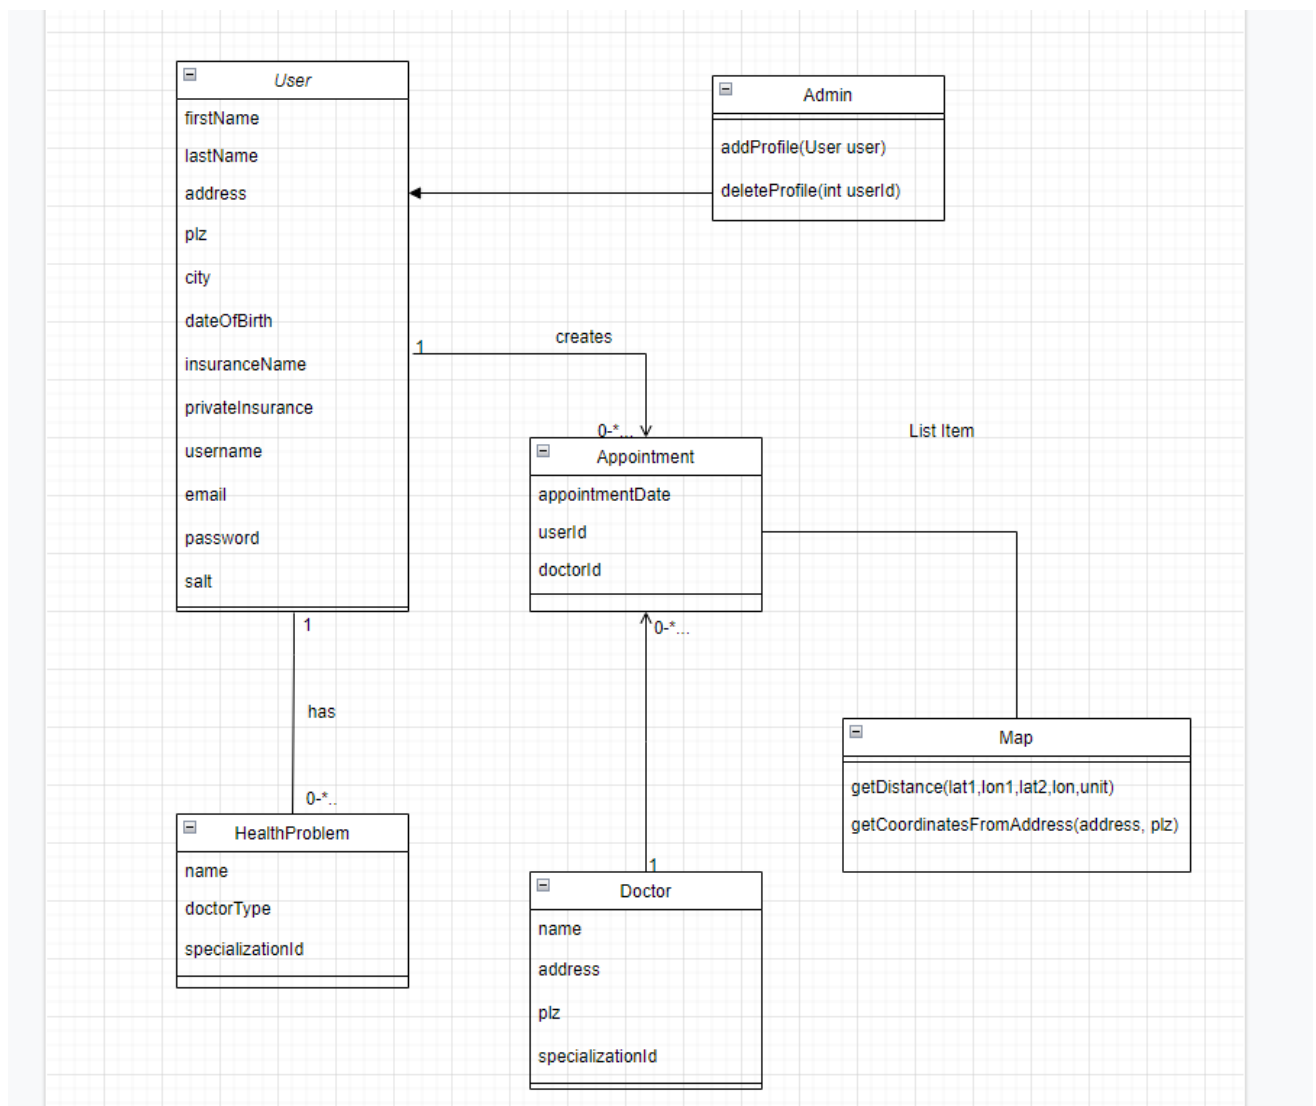 User
firstName
lastName
address
plz
city
dateOfBirth
insuranceName
privateInsurance
username
email
password
salt
Admin
addProfile(User user)
deleteProfile(int userId)
1
creates
0-*...
List Item
Appointment
appointmentDate
userId
doctorId
0-*...
1
has
0-*..
HealthProblem
name
doctorType
specializationId
1
Doctor
name
address
plz
specializationId
Map
getDistance(lat1,lon1,lat2,lon,unit)
getCoordinatesFromAddress(address, plz)